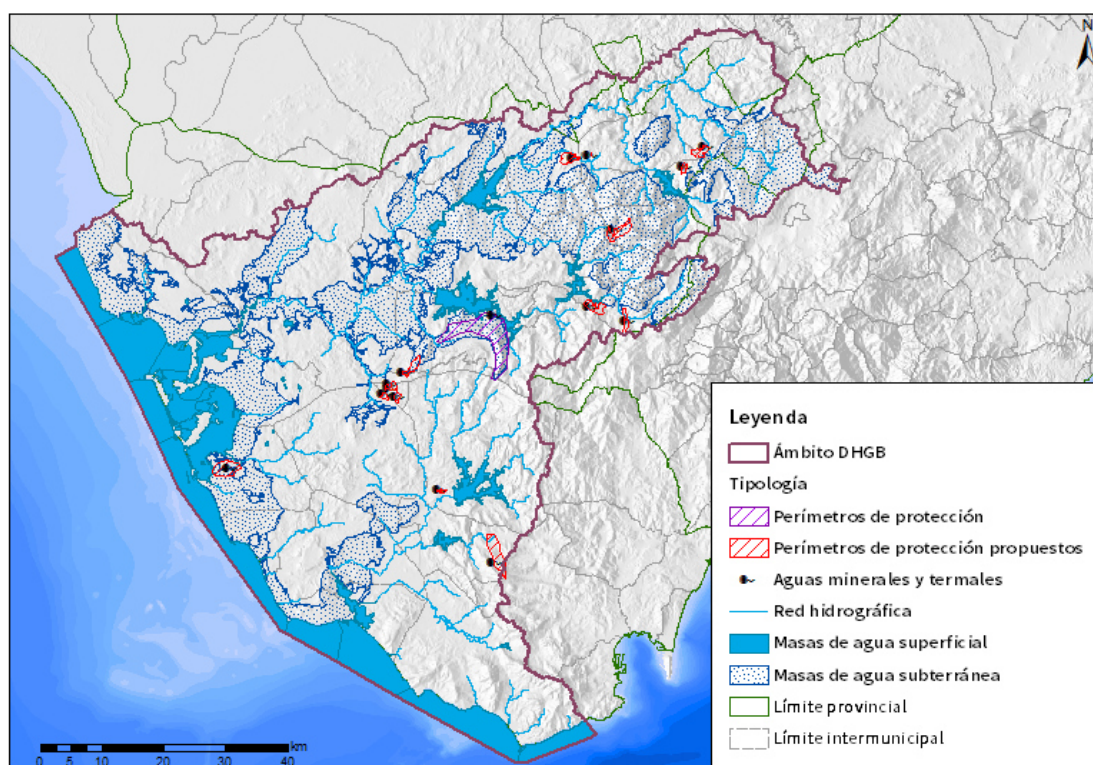 N
Leyenda
Ámbito DHGB
Tipología
Perímetros de protección
Perímetros de protección propuestos
Aguas minerales y termales
Red hidrográfica
Masas de agua superficial
Masas de agua subterránea
Límite provincial
Límite intermunicipal
km
0 5 10 20 30 40